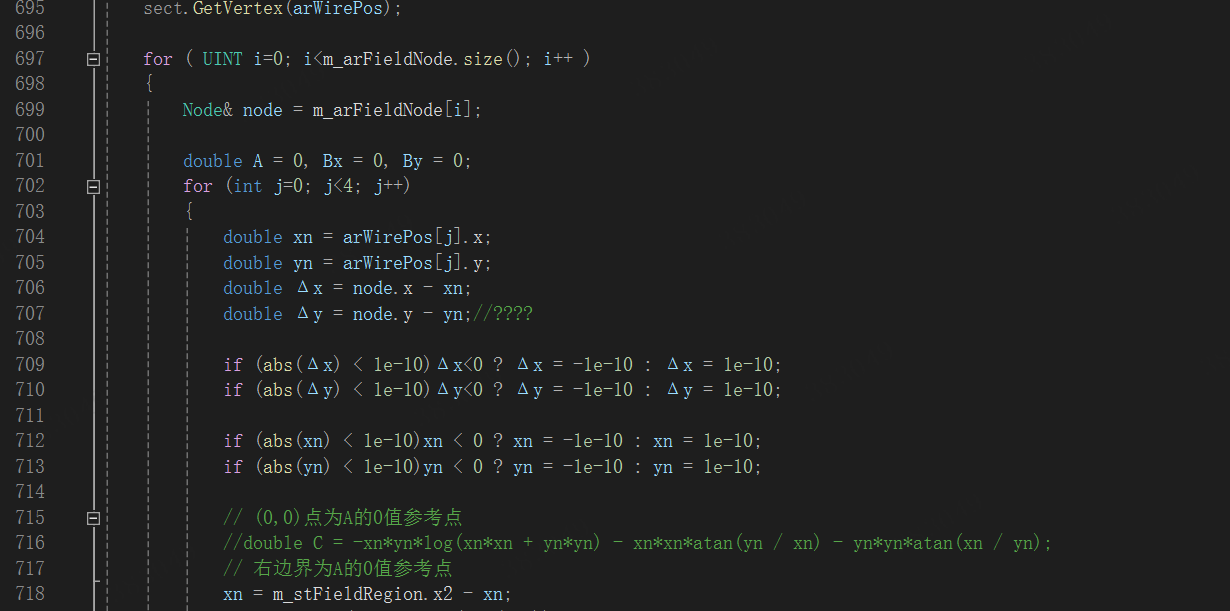 695 sect.GetVertex(arWirePos);
696
697 for ( UINT i=0; i<m_arFieldNode.size(); i++ )
698 {
699 Node& node = m_arFieldNode[i];
700
701 double A = 0, Bx = 0, By = 0;
702 for (int j=0; j<4; j++)
703 {
704 double xn = arWirePos[j].x;
705 double yn = arWirePos[j].y;
706 double Δx = node.x - xn;
707 double Δy = node.y - yn;//????
708
709 if (abs(Δx) < 1e-10)Δx<0 ? Δx = -1e-10 : Δx = 1e-10;
710 if (abs(Δy) < 1e-10)Δy<0 ? Δy = -1e-10 : Δy = 1e-10;
711
712 if (abs(xn) < 1e-10)xn < 0 ? xn = -1e-10 : xn = 1e-10;
713 if (abs(yn) < 1e-10)yn < 0 ? yn = -1e-10 : yn = 1e-10;
714
715 // (0,0)点为A的0值参考点
716 //double C = -xn*yn*log(xn*xn + yn*yn) - xn*xn*atan(yn / xn) - yn*yn*atan(xn / yn);
717 // 右边界为A的0值参考点
718 xn = m_stFieldRegion.x2 - xn;